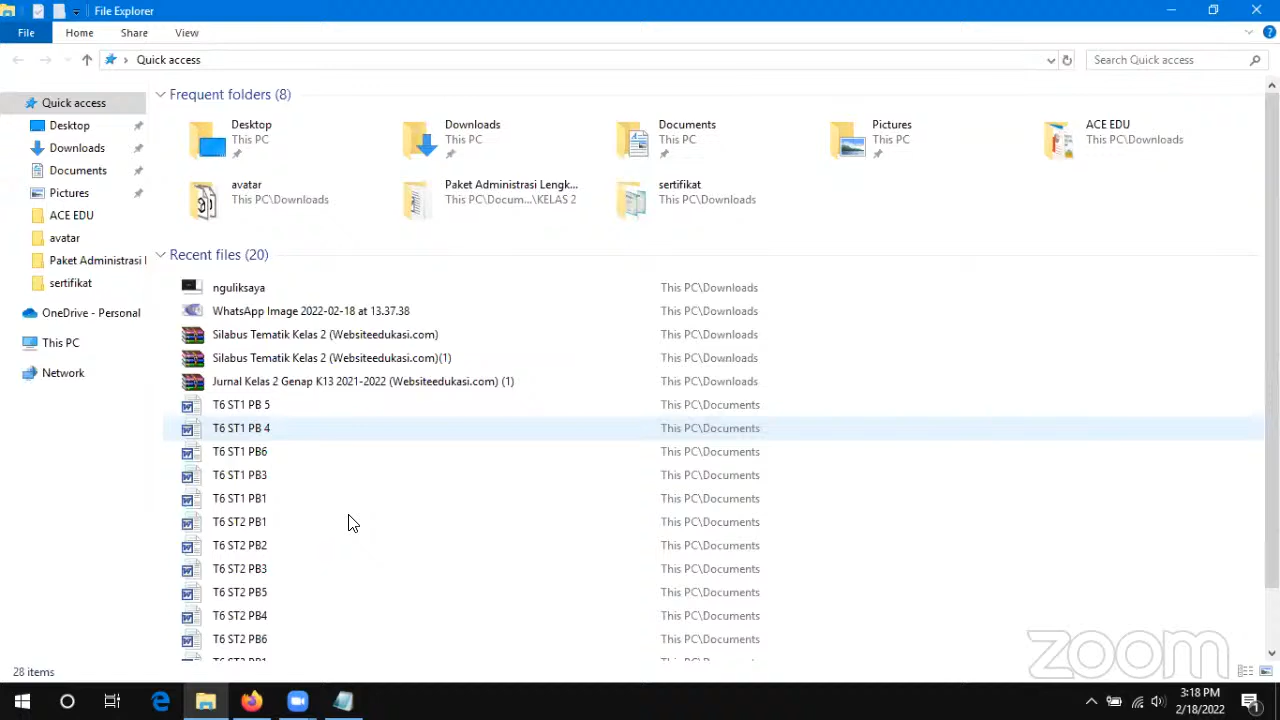 File Explorer
File Home Share View
Quick access Search Quick access
Quick access
Desktop
Downloads
Documents
Pictures
ACE EDU
avatar
Paket Administrasi l
sertifikat
OneDrive - Personal
This PC
Network
Frequent folders (8)
Desktop
This PC
Downloads
This PC
Documents
This PC
Pictures
This PC
ACE EDU
This PC\Downloads
avatar
This PC\Downloads
Paket Administrasi Lengk...
This PC\Docum...\KELAS 2
sertifikat
This PC\Downloads
Recent files (20)
nguliksaya This PC\Downloads
WhatsApp Image 2022-02-18 at 13.37.38 This PC\Downloads
Silabus Tematik Kelas 2 (Websiteedukasi.com) This PC\Downloads
Silabus Tematik Kelas 2 (Websiteedukasi.com)(1) This PC\Downloads
Jurnal Kelas 2 Genap K13 2021-2022 (Websiteedukasi.com) (1) This PC\Downloads
T6 ST1 PB 5 This PC\Documents
T6 ST1 PB 4 This PC\Documents
T6 ST1 PB6 This PC\Documents
T6 ST1 PB3 This PC\Documents
T6 ST1 PB1 This PC\Documents
T6 ST2 PB1 This PC\Documents
T6 ST2 PB2 This PC\Documents
T6 ST2 PB3 This PC\Documents
T6 ST2 PB5 This PC\Documents
T6 ST2 PB4 This PC\Documents
T6 ST2 PB6 This PC\Documents
28 items
zoom
3:18 PM
2/18/2022
1